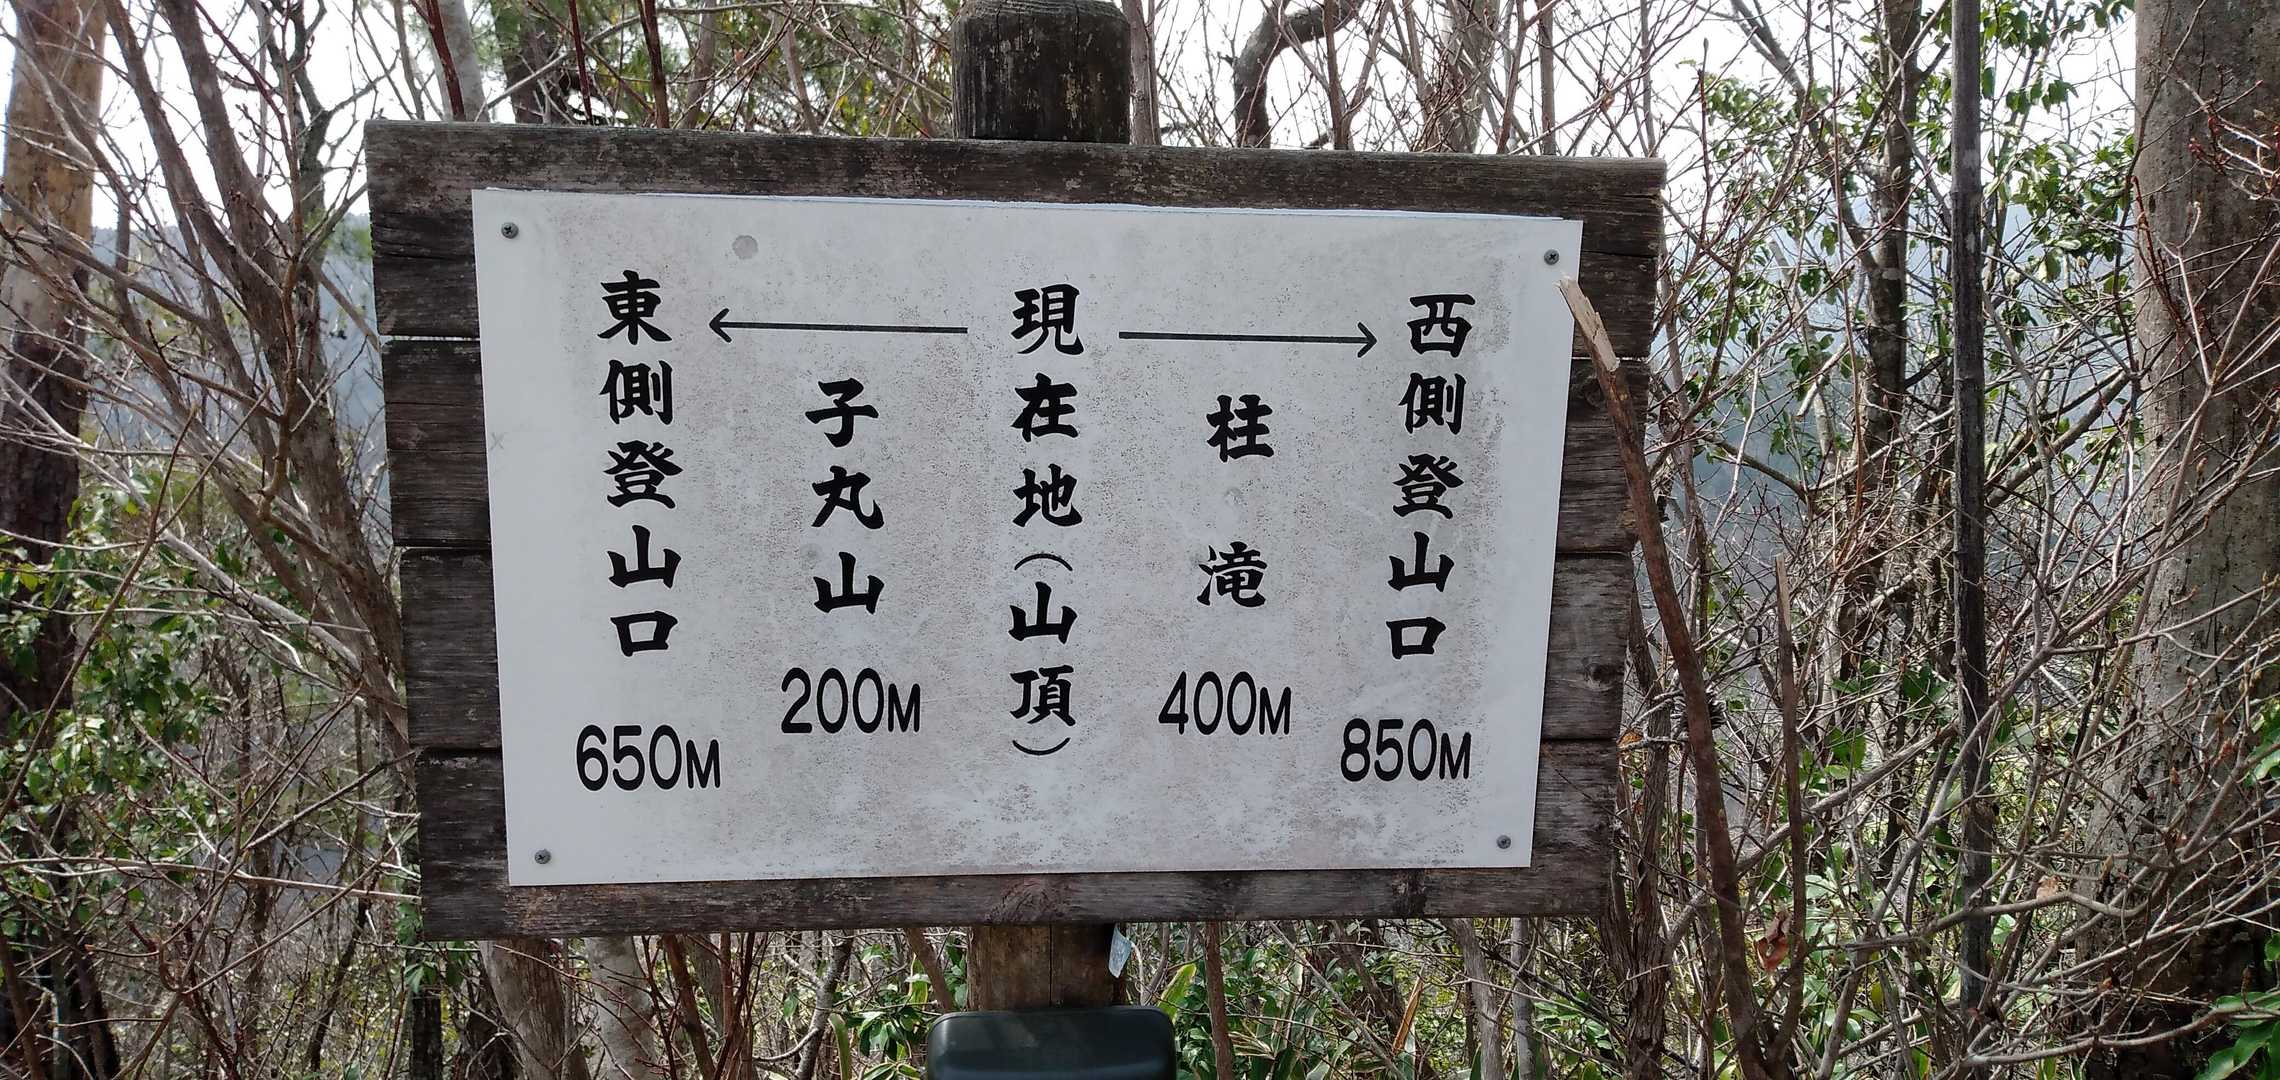 西側登山口 850M
柱滝 400M
現在地(山頂)
子丸山 200M
東側登山口 650M
← →